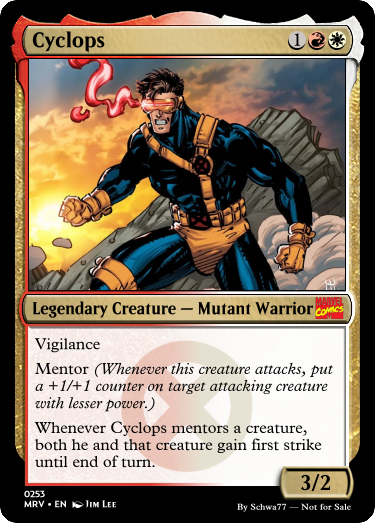 Cyclops 1
Legendary Creature — Mutant Warrior
MARVEL
COMICS
Vigilance
Mentor (Whenever this creature attacks, put
a +1/+1 counter on target attacking creature
with lesser power.)
Whenever Cyclops mentors a creature,
both he and that creature gain first strike
until end of turn.
3/2
0253
MRV • EN Jim Lee
By Schwa77 — Not for Sale